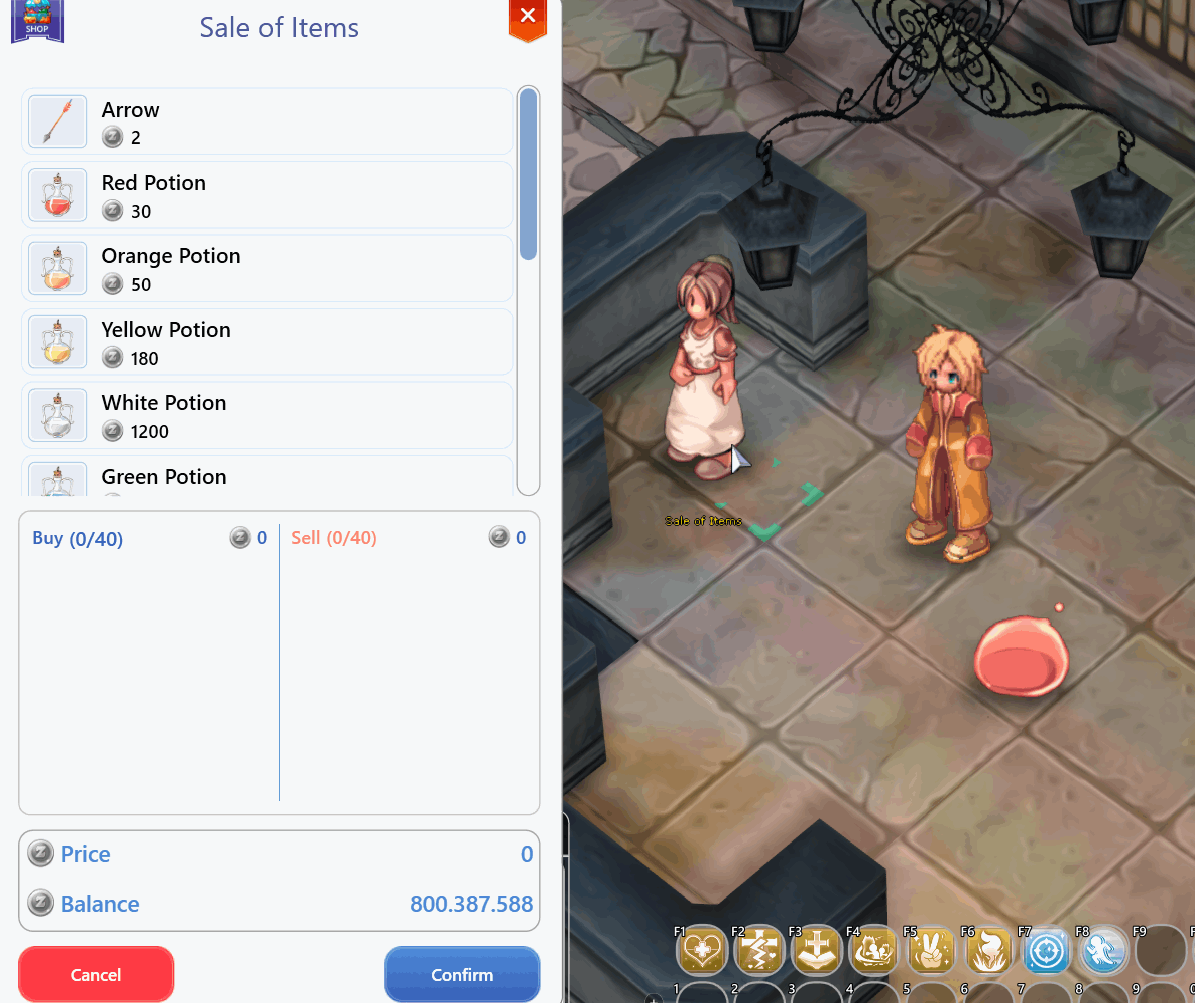 SHOP
Sale of Items
Arrow
2
Red Potion
30
Orange Potion
50
Yellow Potion
180
White Potion
1200
Green Potion
Buy (0/40) 0 Sell (0/40) 0
Price 0
Balance 800.387.588
Cancel Confirm
Sale of Items
F1 F2 F3 F4 F5 F6 F7 F8 F9
1 2 3 4 5 6 7 8 9 0